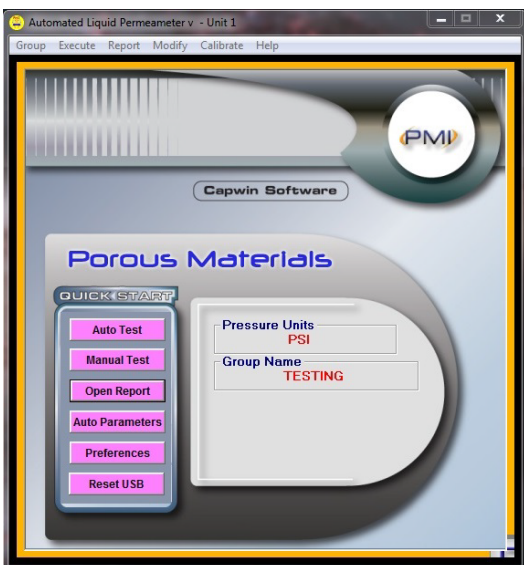 Automated Liquid Permeameter v - Unit 1
Group Execute Report Modify Calibrate Help
PMI
Capwin Software
Porous Materials
QUICK START
Auto Test
Manual Test
Open Report
Auto Parameters
Preferences
Reset USB
Pressure Units
PSI
Group Name
TESTING